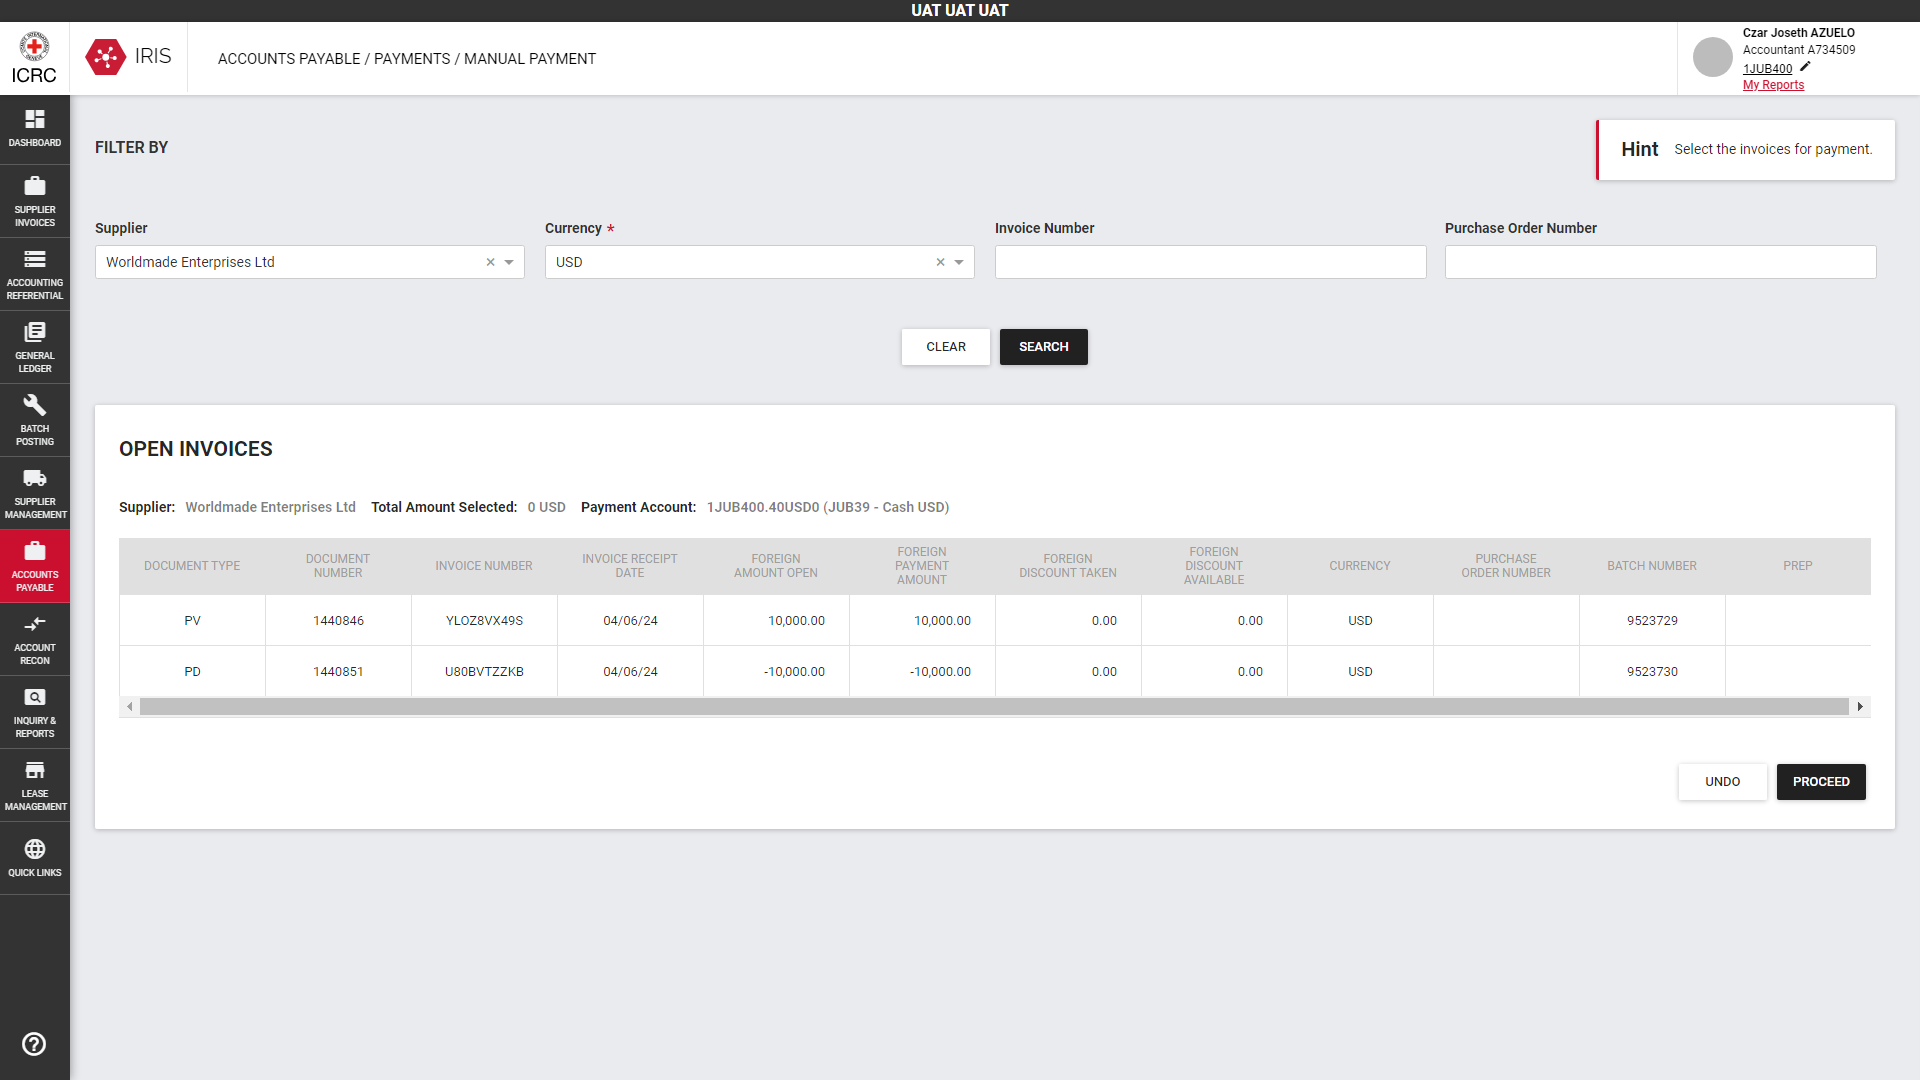 UAT UAT UAT
ICRC
IRIS
ACCOUNTS PAYABLE / PAYMENTS / MANUAL PAYMENT
Czar Joseth AZUELO
Accountant A734509
1JUB400
My Reports
DASHBOARD
SUPPLIER
INVOICES
ACCOUNTING
REFERENTIAL
GENERAL
LEDGER
BATCH
POSTING
SUPPLIER
MANAGEMENT
ACCOUNTS
PAYABLE
ACCOUNT
RECON
INQUIRY &
REPORTS
LEASE
MANAGEMENT
QUICK LINKS
FILTER BY
Hint Select the invoices for payment.
Supplier Currency * Invoice Number Purchase Order Number
Worldmade Enterprises Ltd USD
CLEAR SEARCH
OPEN INVOICES
Supplier: Worldmade Enterprises Ltd Total Amount Selected: 0 USD Payment Account: 1JUB400.40USD0 (JUB39 - Cash USD)
DOCUMENT TYPE DOCUMENT NUMBER INVOICE NUMBER INVOICE RECEIPT DATE FOREIGN AMOUNT OPEN FOREIGN PAYMENT AMOUNT FOREIGN DISCOUNT TAKEN FOREIGN DISCOUNT AVAILABLE CURRENCY PURCHASE ORDER NUMBER BATCH NUMBER PREP
PV 1440846 YLOZ8VX49S 04/06/24 10,000.00 10,000.00 0.00 0.00 USD 9523729
PD 1440851 U80BVTZZKB 04/06/24 -10,000.00 -10,000.00 0.00 0.00 USD 9523730
UNDO PROCEED